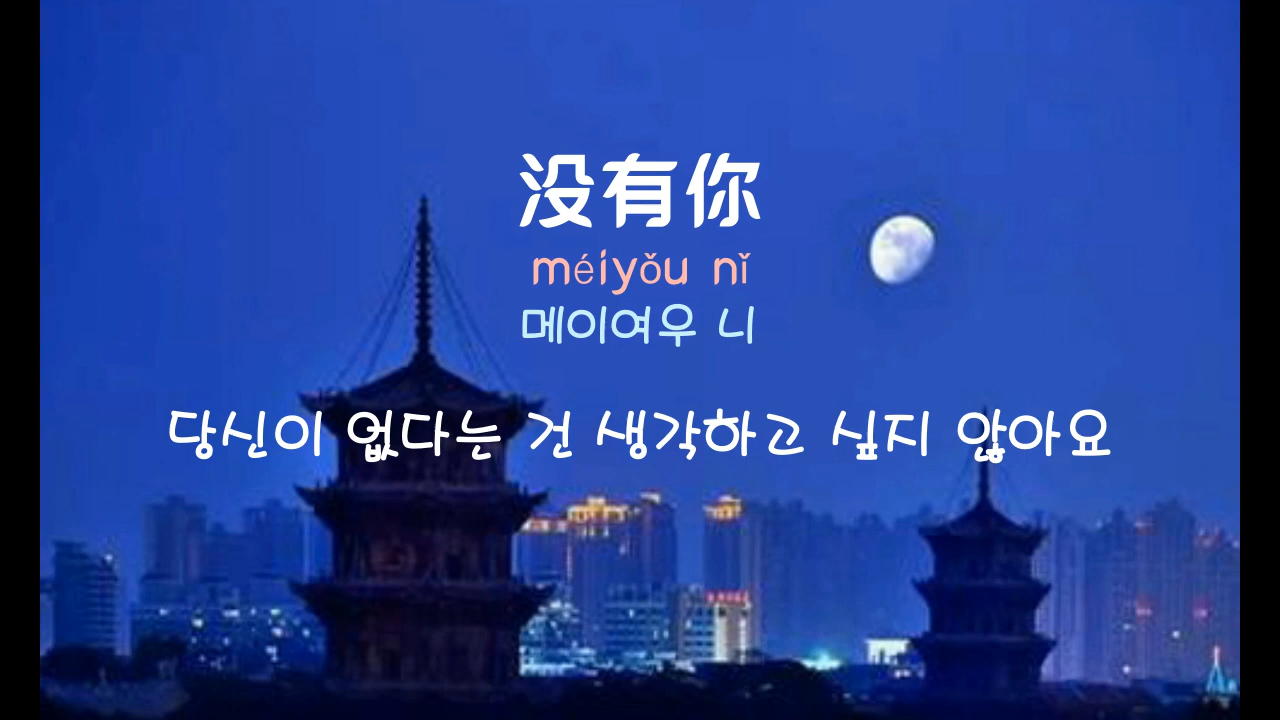 没有你
méiyǒu nǐ
메이여우 니
당신이 없다는 건 생각하고 싶지 않아요